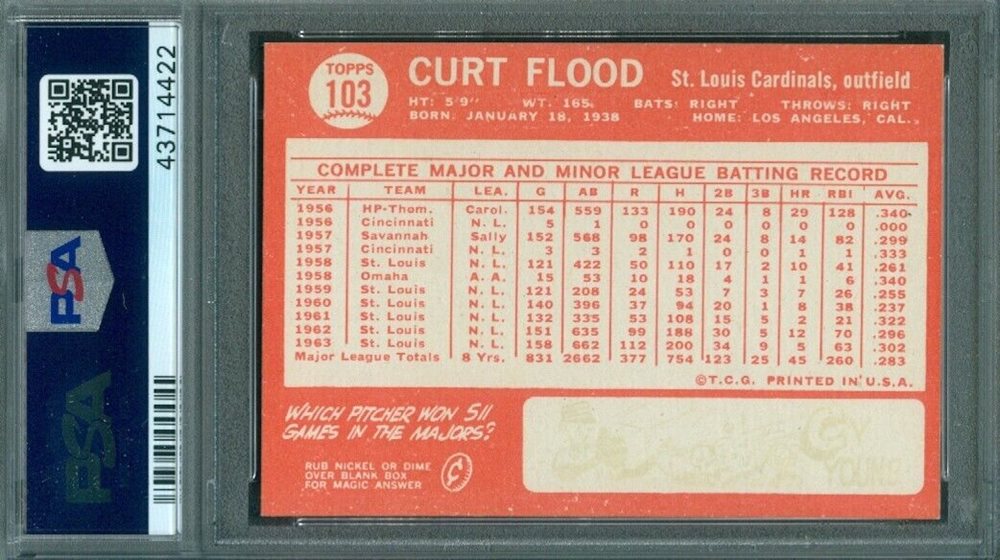 43714422
PSA
PSA
TOPPS
103
CURT FLOOD St. Louis Cardinals, outfield
HT: 5'9" WT. 165. BATS: RIGHT THROWS: RIGHT
BORN: JANUARY 18, 1938 HOME: LOS ANGELES, CAL.
COMPLETE MAJOR AND MINOR LEAGUE BATTING RECORD
YEAR TEAM LEA. G AB R H 2B 3B HR RBI AVG.
1956 HP-Thom. Carol. 154 559 133 190 24 8 29 128 .340
1956 Cincinnati N. L. 5 1 0 0 0 0 0 0 .000
1957 Savannah Sally 152 568 98 170 24 8 14 82 .299
1957 Cincinnati N. L. 3 3 2 1 0 0 1 1 .333
1958 St. Louis N. L. 121 422 50 110 17 2 10 41 .261
1958 Omaha A. A. 15 53 10 18 4 1 1 6 .340
1959 St. Louis N. L. 121 208 24 53 7 3 7 26 .255
1960 St. Louis N. L. 140 396 37 94 20 1 8 38 .237
1961 St. Louis N. L. 132 335 53 108 15 5 2 21 .322
1962 St. Louis N. L. 151 635 99 188 30 5 12 70 .296
1963 St. Louis N. L. 158 662 112 200 34 9 5 63 .302
Major League Totals 8 Yrs. 831 2662 377 754 123 25 45 260 .283
©T.C.G. PRINTED IN U.S.A.
WHICH PITCHER WON 511
GAMES IN THE MAJORS?
RUB NICKEL OR DIME
OVER BLANK BOX
FOR MAGIC ANSWER
¢